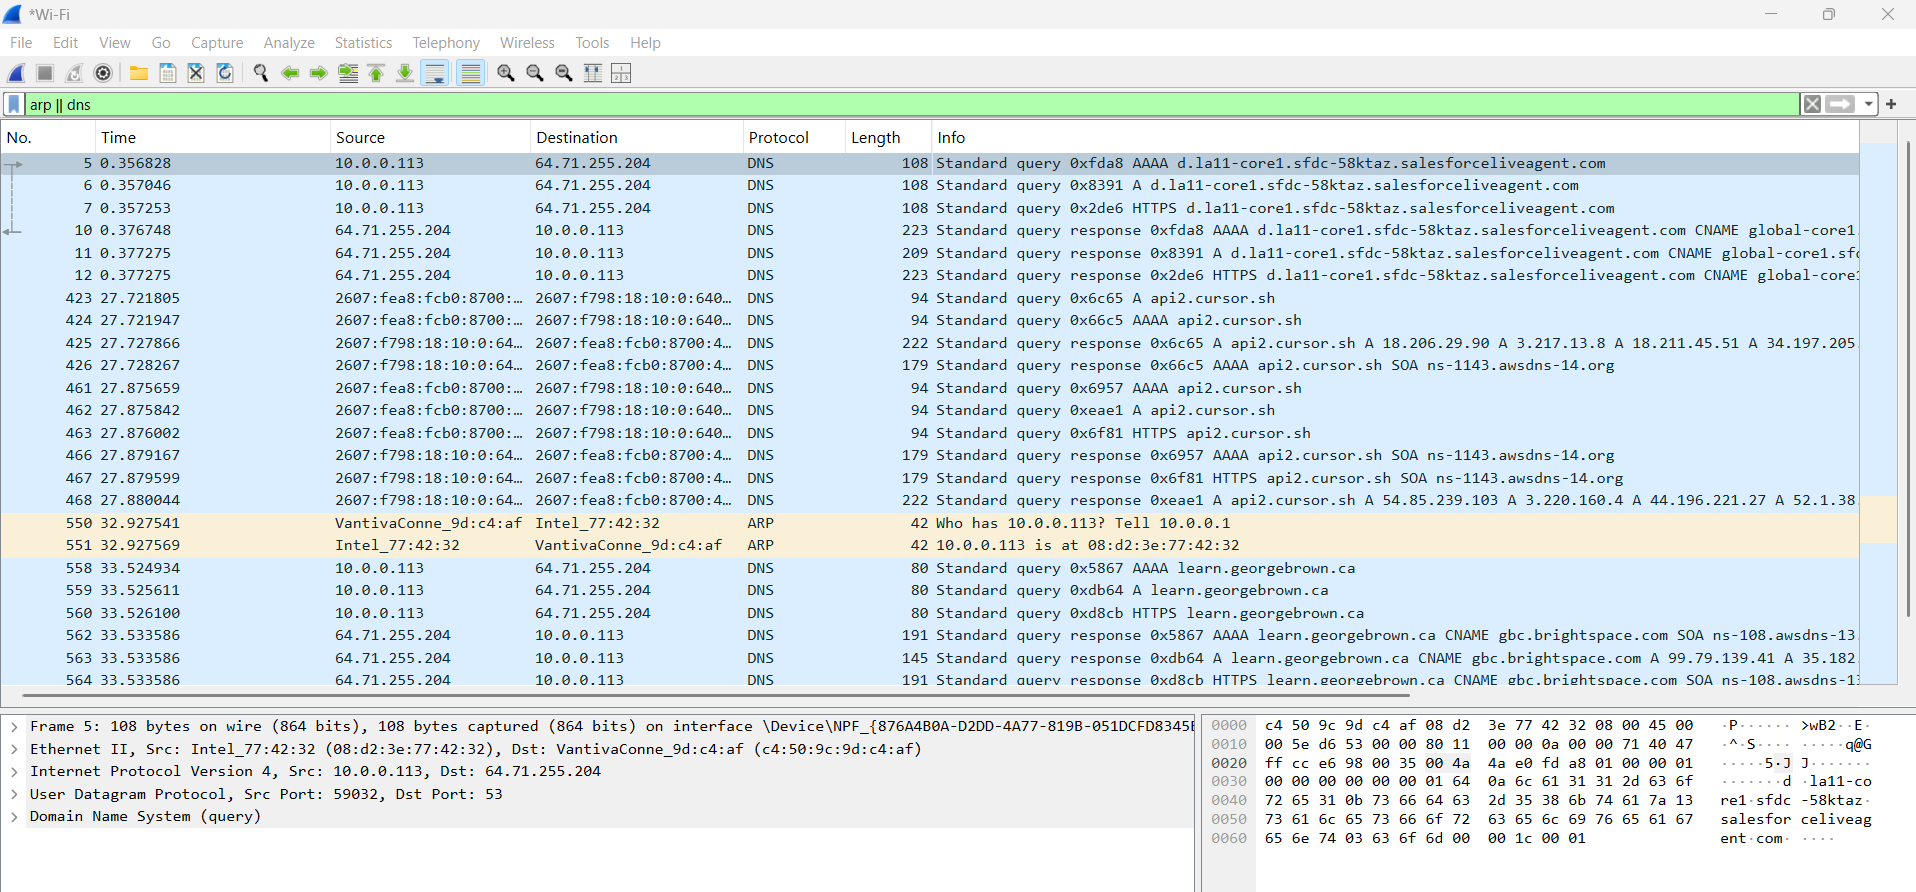 *Wi-Fi
File Edit View Go Capture Analyze Statistics Telephony Wireless Tools Help
arp || dns
No. Time Source Destination Protocol Length Info
5 0.356828 10.0.0.113 64.71.255.204 DNS 108 Standard query 0xfda8 AAAA d.la11-core1.sfdc-58ktaz.salesforceliveagent.com
6 0.357046 10.0.0.113 64.71.255.204 DNS 108 Standard query 0x8391 A d.la11-core1.sfdc-58ktaz.salesforceliveagent.com
7 0.357253 10.0.0.113 64.71.255.204 DNS 108 Standard query 0x2de6 HTTPS d.la11-core1.sfdc-58ktaz.salesforceliveagent.com
10 0.376748 64.71.255.204 10.0.0.113 DNS 223 Standard query response 0xfda8 AAAA d.la11-core1.sfdc-58ktaz.salesforceliveagent.com CNAME global-core1.
11 0.377275 64.71.255.204 10.0.0.113 DNS 209 Standard query response 0x8391 A d.la11-core1.sfdc-58ktaz.salesforceliveagent.com CNAME global-core1.sfd
12 0.377275 64.71.255.204 10.0.0.113 DNS 223 Standard query response 0x2de6 HTTPS d.la11-core1.sfdc-58ktaz.salesforceliveagent.com CNAME global-core1
423 27.721805 2607:fea8:fcb0:8700:… 2607:f798:18:10:0:640… DNS 94 Standard query 0x6c65 A api2.cursor.sh
424 27.721947 2607:fea8:fcb0:8700:… 2607:f798:18:10:0:640… DNS 94 Standard query 0x66c5 AAAA api2.cursor.sh
425 27.727866 2607:f798:18:10:0:64… 2607:fea8:fcb0:8700:4… DNS 222 Standard query response 0x6c65 A api2.cursor.sh A 18.206.29.90 A 3.217.13.8 A 18.211.45.51 A 34.197.205.
426 27.728267 2607:f798:18:10:0:64… 2607:fea8:fcb0:8700:4… DNS 179 Standard query response 0x66c5 AAAA api2.cursor.sh SOA ns-1143.awsdns-14.org
461 27.875659 2607:fea8:fcb0:8700:… 2607:f798:18:10:0:640… DNS 94 Standard query 0x6957 AAAA api2.cursor.sh
462 27.875842 2607:fea8:fcb0:8700:… 2607:f798:18:10:0:640… DNS 94 Standard query 0xeae1 A api2.cursor.sh
463 27.876002 2607:fea8:fcb0:8700:… 2607:f798:18:10:0:640… DNS 94 Standard query 0x6f81 HTTPS api2.cursor.sh
466 27.879167 2607:f798:18:10:0:64… 2607:fea8:fcb0:8700:4… DNS 179 Standard query response 0x6957 AAAA api2.cursor.sh SOA ns-1143.awsdns-14.org
467 27.879599 2607:f798:18:10:0:64… 2607:fea8:fcb0:8700:4… DNS 179 Standard query response 0x6f81 HTTPS api2.cursor.sh SOA ns-1143.awsdns-14.org
468 27.880044 2607:f798:18:10:0:64… 2607:fea8:fcb0:8700:4… DNS 222 Standard query response 0xeae1 A api2.cursor.sh A 54.85.239.103 A 3.220.160.4 A 44.196.221.27 A 52.1.38.
550 32.927541 VantivaConne_9d:c4:af Intel_77:42:32 ARP 42 Who has 10.0.0.113? Tell 10.0.0.1
551 32.927569 Intel_77:42:32 VantivaConne_9d:c4:af ARP 42 10.0.0.113 is at 08:d2:3e:77:42:32
558 33.524934 10.0.0.113 64.71.255.204 DNS 80 Standard query 0x5867 AAAA learn.georgebrown.ca
559 33.525611 10.0.0.113 64.71.255.204 DNS 80 Standard query 0xdb64 A learn.georgebrown.ca
560 33.526100 10.0.0.113 64.71.255.204 DNS 80 Standard query 0xd8cb HTTPS learn.georgebrown.ca
562 33.533586 64.71.255.204 10.0.0.113 DNS 191 Standard query response 0x5867 AAAA learn.georgebrown.ca CNAME gbc.brightspace.com SOA ns-108.awsdns-13.
563 33.533586 64.71.255.204 10.0.0.113 DNS 145 Standard query response 0xdb64 A learn.georgebrown.ca CNAME gbc.brightspace.com A 99.79.139.41 A 35.182.
564 33.533586 64.71.255.204 10.0.0.113 DNS 191 Standard query response 0xd8cb HTTPS learn.georgebrown.ca CNAME gbc.brightspace.com SOA ns-108.awsdns-13
Frame 5: 108 bytes on wire (864 bits), 108 bytes captured (864 bits) on interface \Device\NPF_{876A4B0A-D2DD-4A77-819B-051DCFD8345E
Ethernet II, Src: Intel_77:42:32 (08:d2:3e:77:42:32), Dst: VantivaConne_9d:c4:af (c4:50:9c:9d:c4:af)
Internet Protocol Version 4, Src: 10.0.0.113, Dst: 64.71.255.204
User Datagram Protocol, Src Port: 59032, Dst Port: 53
Domain Name System (query)
0000 c4 50 9c 9d c4 af 08 d2 3e 77 42 32 08 00 45 00 ·P······ >wB2··E·
0010 00 5e d6 53 00 00 80 11 00 00 0a 00 00 71 40 47 ·^·S···· ·····q@G
0020 ff cc e6 98 00 35 00 4a 4a e0 fd a8 01 00 00 01 ·····5·J J·······
0030 00 00 00 00 00 00 01 64 0a 6c 61 31 31 2d 63 6f ·······d ·la11-co
0040 72 65 31 0b 73 66 64 63 2d 35 38 6b 74 61 7a 13 re1·sfdc -58ktaz·
0050 73 61 6c 65 73 66 6f 72 63 65 6c 69 76 65 61 67 salesfor celiveag
0060 65 6e 74 03 63 6f 6d 00 00 1c 00 01 ent·com· ····